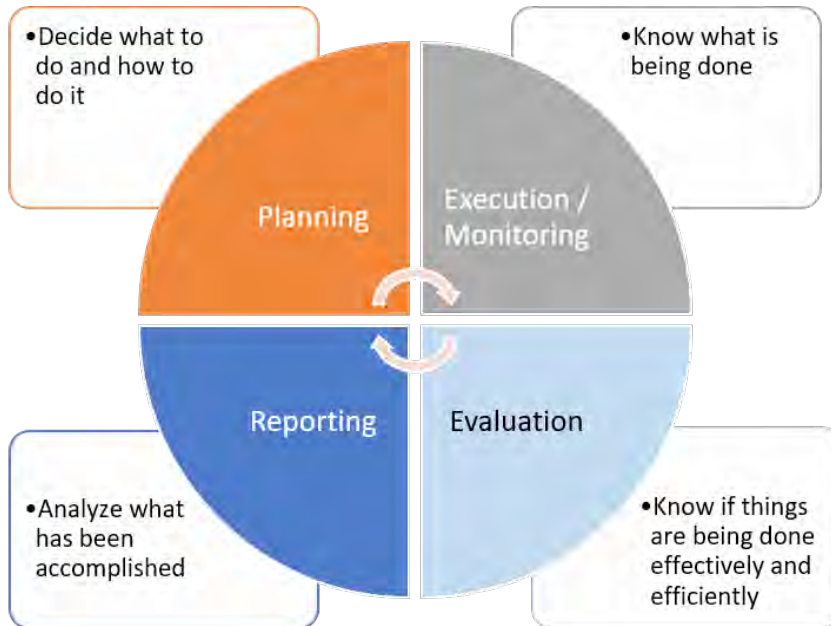 •Decide what to
do and how to
do it
•Know what is
being done
Planning
Execution /
Monitoring
Reporting
Evaluation
•Analyze what
has been
accomplished
•Know if things
are being done
effectively and
efficiently